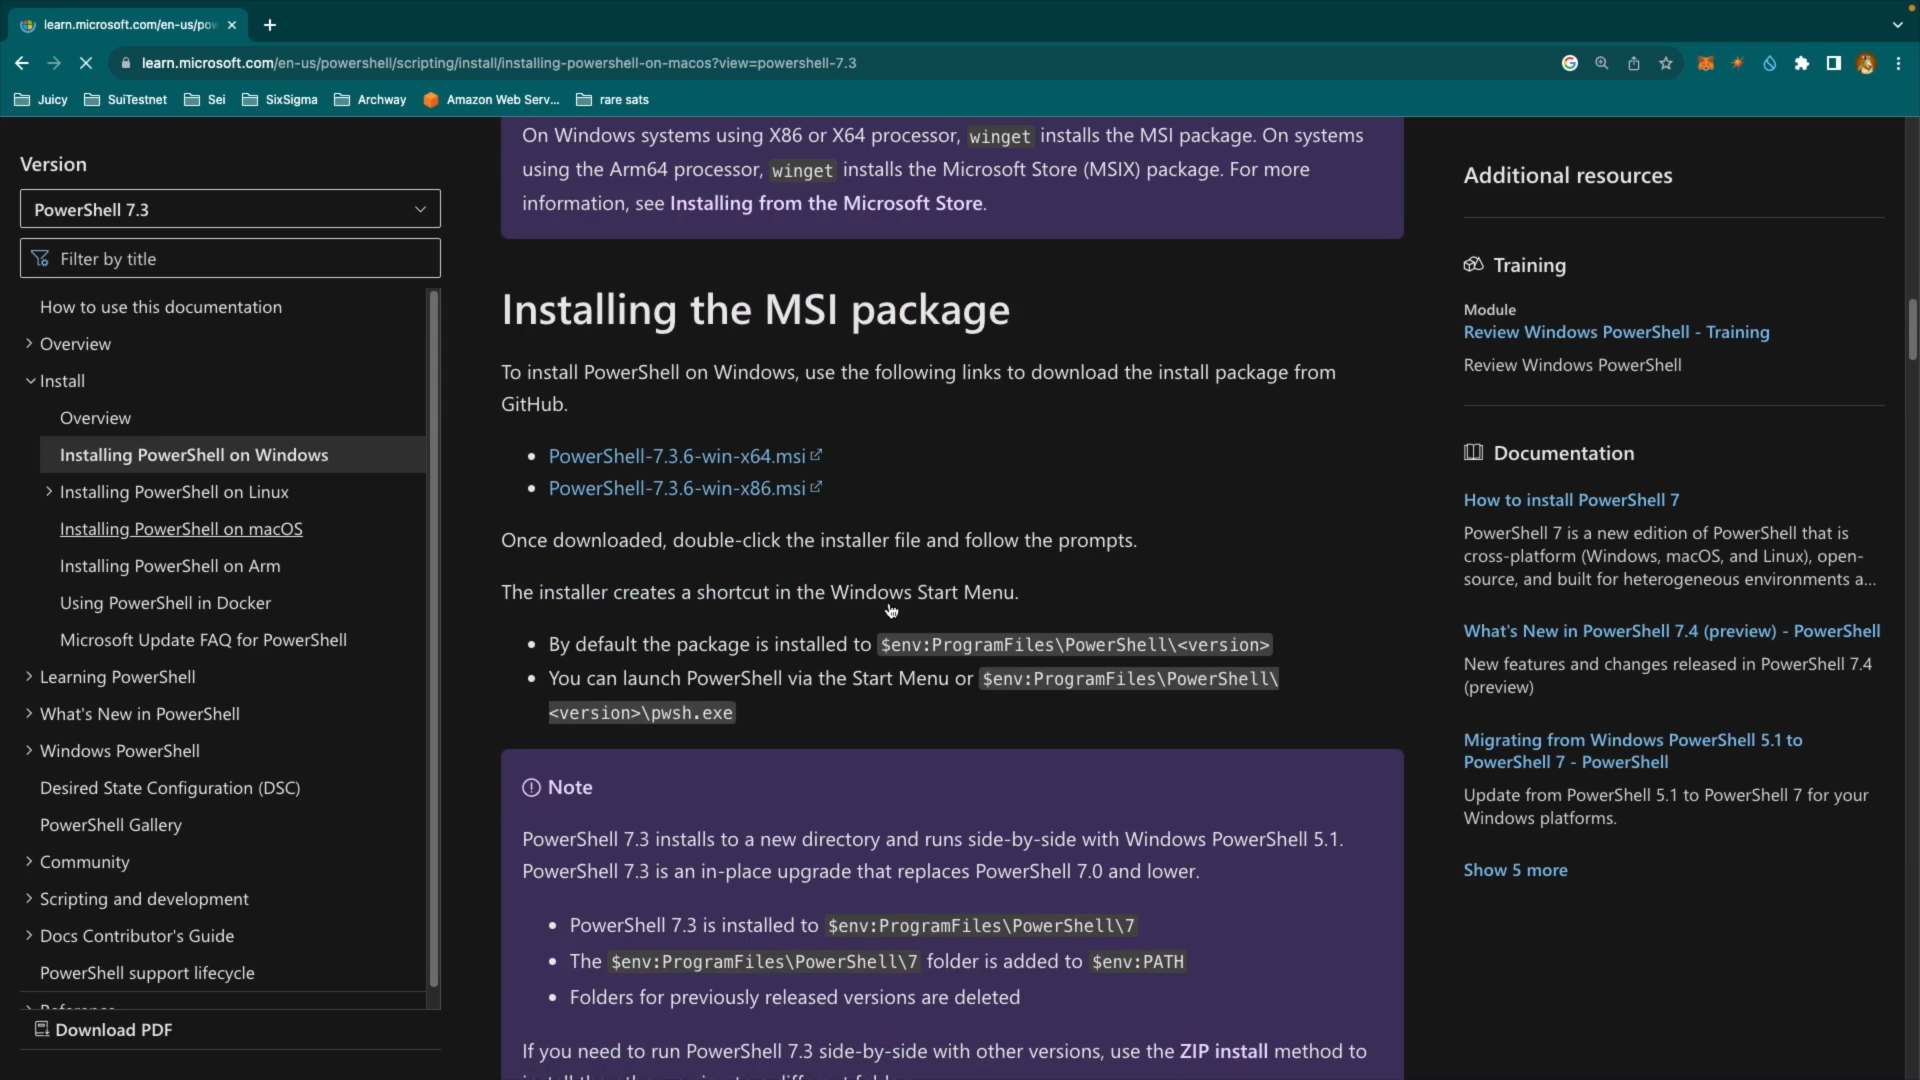 learn.microsoft.com/en-us/pow
learn.microsoft.com/en-us/powershell/scripting/install/installing-powershell-on-macos?view=powershell-7.3
Juicy
SuiTestnet
Sei
SixSigma
Archway
Amazon Web Serv...
rare sats
Version
PowerShell 7.3
Filter by title
How to use this documentation
Overview
Install
Overview
Installing PowerShell on Windows
Installing PowerShell on Linux
Installing PowerShell on macOS
Installing PowerShell on Arm
Using PowerShell in Docker
Microsoft Update FAQ for PowerShell
Learning PowerShell
What's New in PowerShell
Windows PowerShell
Desired State Configuration (DSC)
PowerShell Gallery
Community
Scripting and development
Docs Contributor's Guide
PowerShell support lifecycle
Download PDF
On Windows systems using X86 or X64 processor, winget installs the MSI package. On systems
using the Arm64 processor, winget installs the Microsoft Store (MSIX) package. For more
information, see Installing from the Microsoft Store.
Installing the MSI package
To install PowerShell on Windows, use the following links to download the install package from
GitHub.
• PowerShell-7.3.6-win-x64.msi
• PowerShell-7.3.6-win-x86.msi
Once downloaded, double-click the installer file and follow the prompts.
The installer creates a shortcut in the Windows Start Menu.
• By default the package is installed to $env:ProgramFiles\PowerShell\<version>
• You can launch PowerShell via the Start Menu or $env:ProgramFiles\PowerShell\
<version>\pwsh.exe
Note
PowerShell 7.3 installs to a new directory and runs side-by-side with Windows PowerShell 5.1.
PowerShell 7.3 is an in-place upgrade that replaces PowerShell 7.0 and lower.
• PowerShell 7.3 is installed to $env:ProgramFiles\PowerShell\7
• The $env:ProgramFiles\PowerShell\7 folder is added to $env:PATH
• Folders for previously released versions are deleted
If you need to run PowerShell 7.3 side-by-side with other versions, use the ZIP install method to
Additional resources
Training
Module
Review Windows PowerShell - Training
Review Windows PowerShell
Documentation
How to install PowerShell 7
PowerShell 7 is a new edition of PowerShell that is
cross-platform (Windows, macOS, and Linux), open-
source, and built for heterogeneous environments a...
What's New in PowerShell 7.4 (preview) - PowerShell
New features and changes released in PowerShell 7.4
(preview)
Migrating from Windows PowerShell 5.1 to
PowerShell 7 - PowerShell
Update from PowerShell 5.1 to PowerShell 7 for your
Windows platforms.
Show 5 more